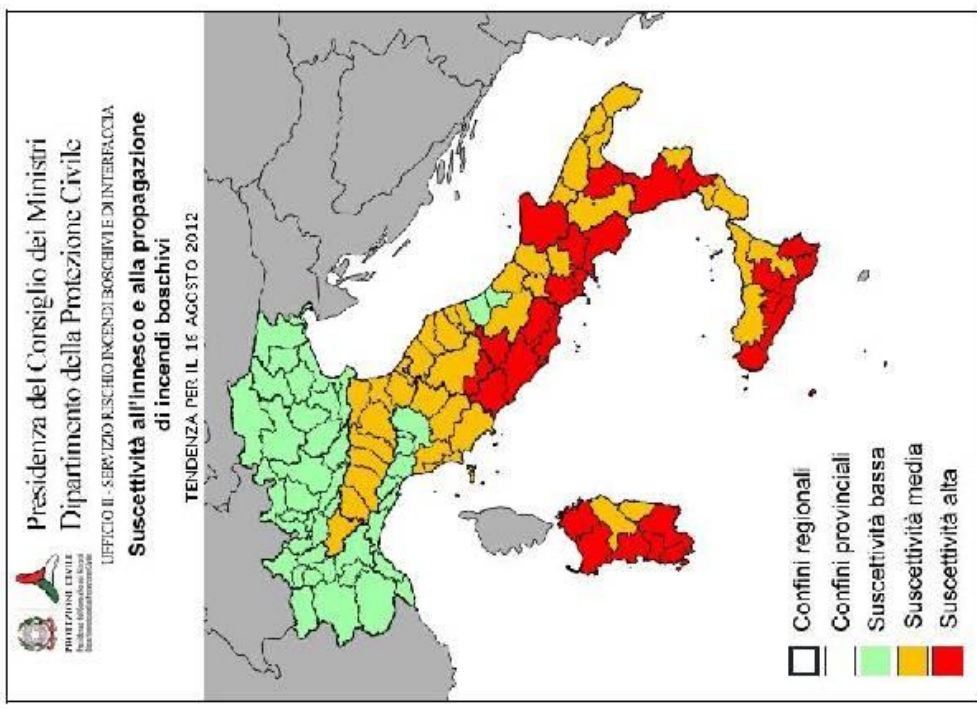 Presidenza del Consiglio dei Ministri
Dipartimento della Protezione Civile
PROTEZIONE CIVILE
UFFICIO II - SERVIZIO RISCHIO INCENDI BOSCHIVI E DI INTERFACCIA
Suscettività all'innesco e alla propagazione
di incendi boschivi
TENDENZA PER IL 16 AGOSTO 2012
Confini regionali
Confini provinciali
Suscettività bassa
Suscettività media
Suscettività alta